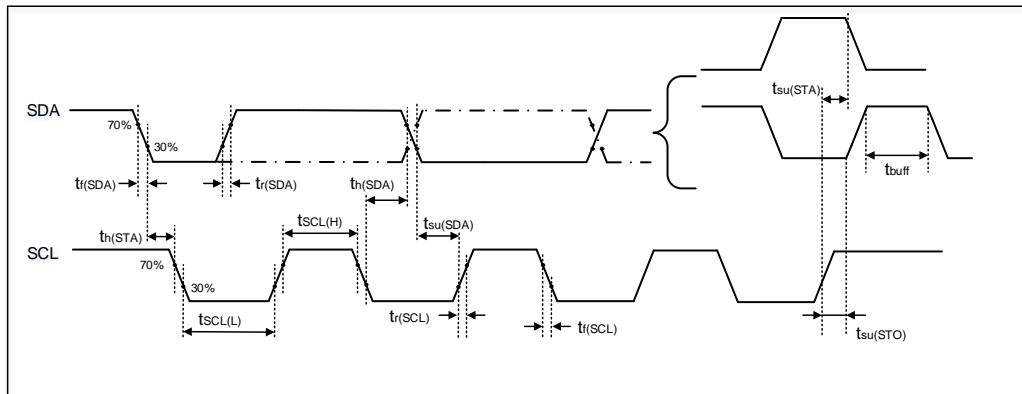 tsu(STA)
SDA
70%
30%
tbuff
tf(SDA)
tr(SDA)
th(SDA)
tSCL(H)
tsu(SDA)
th(STA)
SCL
70%
30%
tSCL(L)
tr(SCL)
tf(SCL)
tsu(STO)